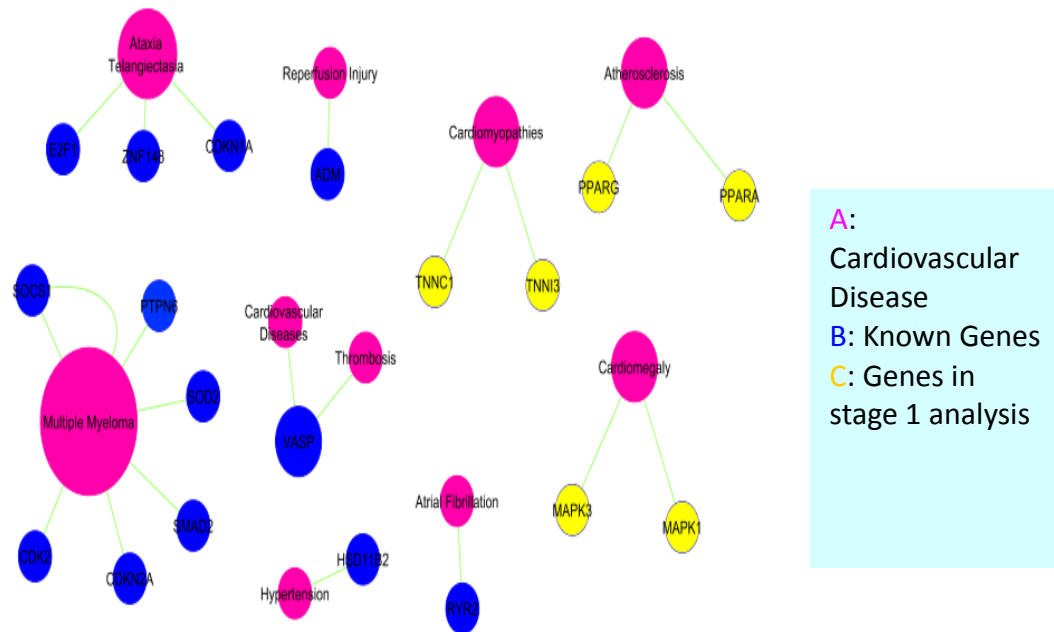 Ataxia
Telangiectasia
Reperfusion Injury
Atherosclerosis
Cardiomyopathies
E2F1
ZNF148
CDKN1A
ADM
PPARG
PPARA
TNNC1
TNNI3
SOCS1
PTPN6
Cardiovascular
Diseases
Thrombosis
Cardiomegaly
SOD2
Multiple Myeloma
VASP
Atrial Fibrillation
MAPK3
MAPK1
SMAD2
CDK2
CDKN2A
HSD11B2
Hypertension
RYR2
A:
Cardiovascular
Disease
B: Known Genes
C: Genes in
stage 1 analysis